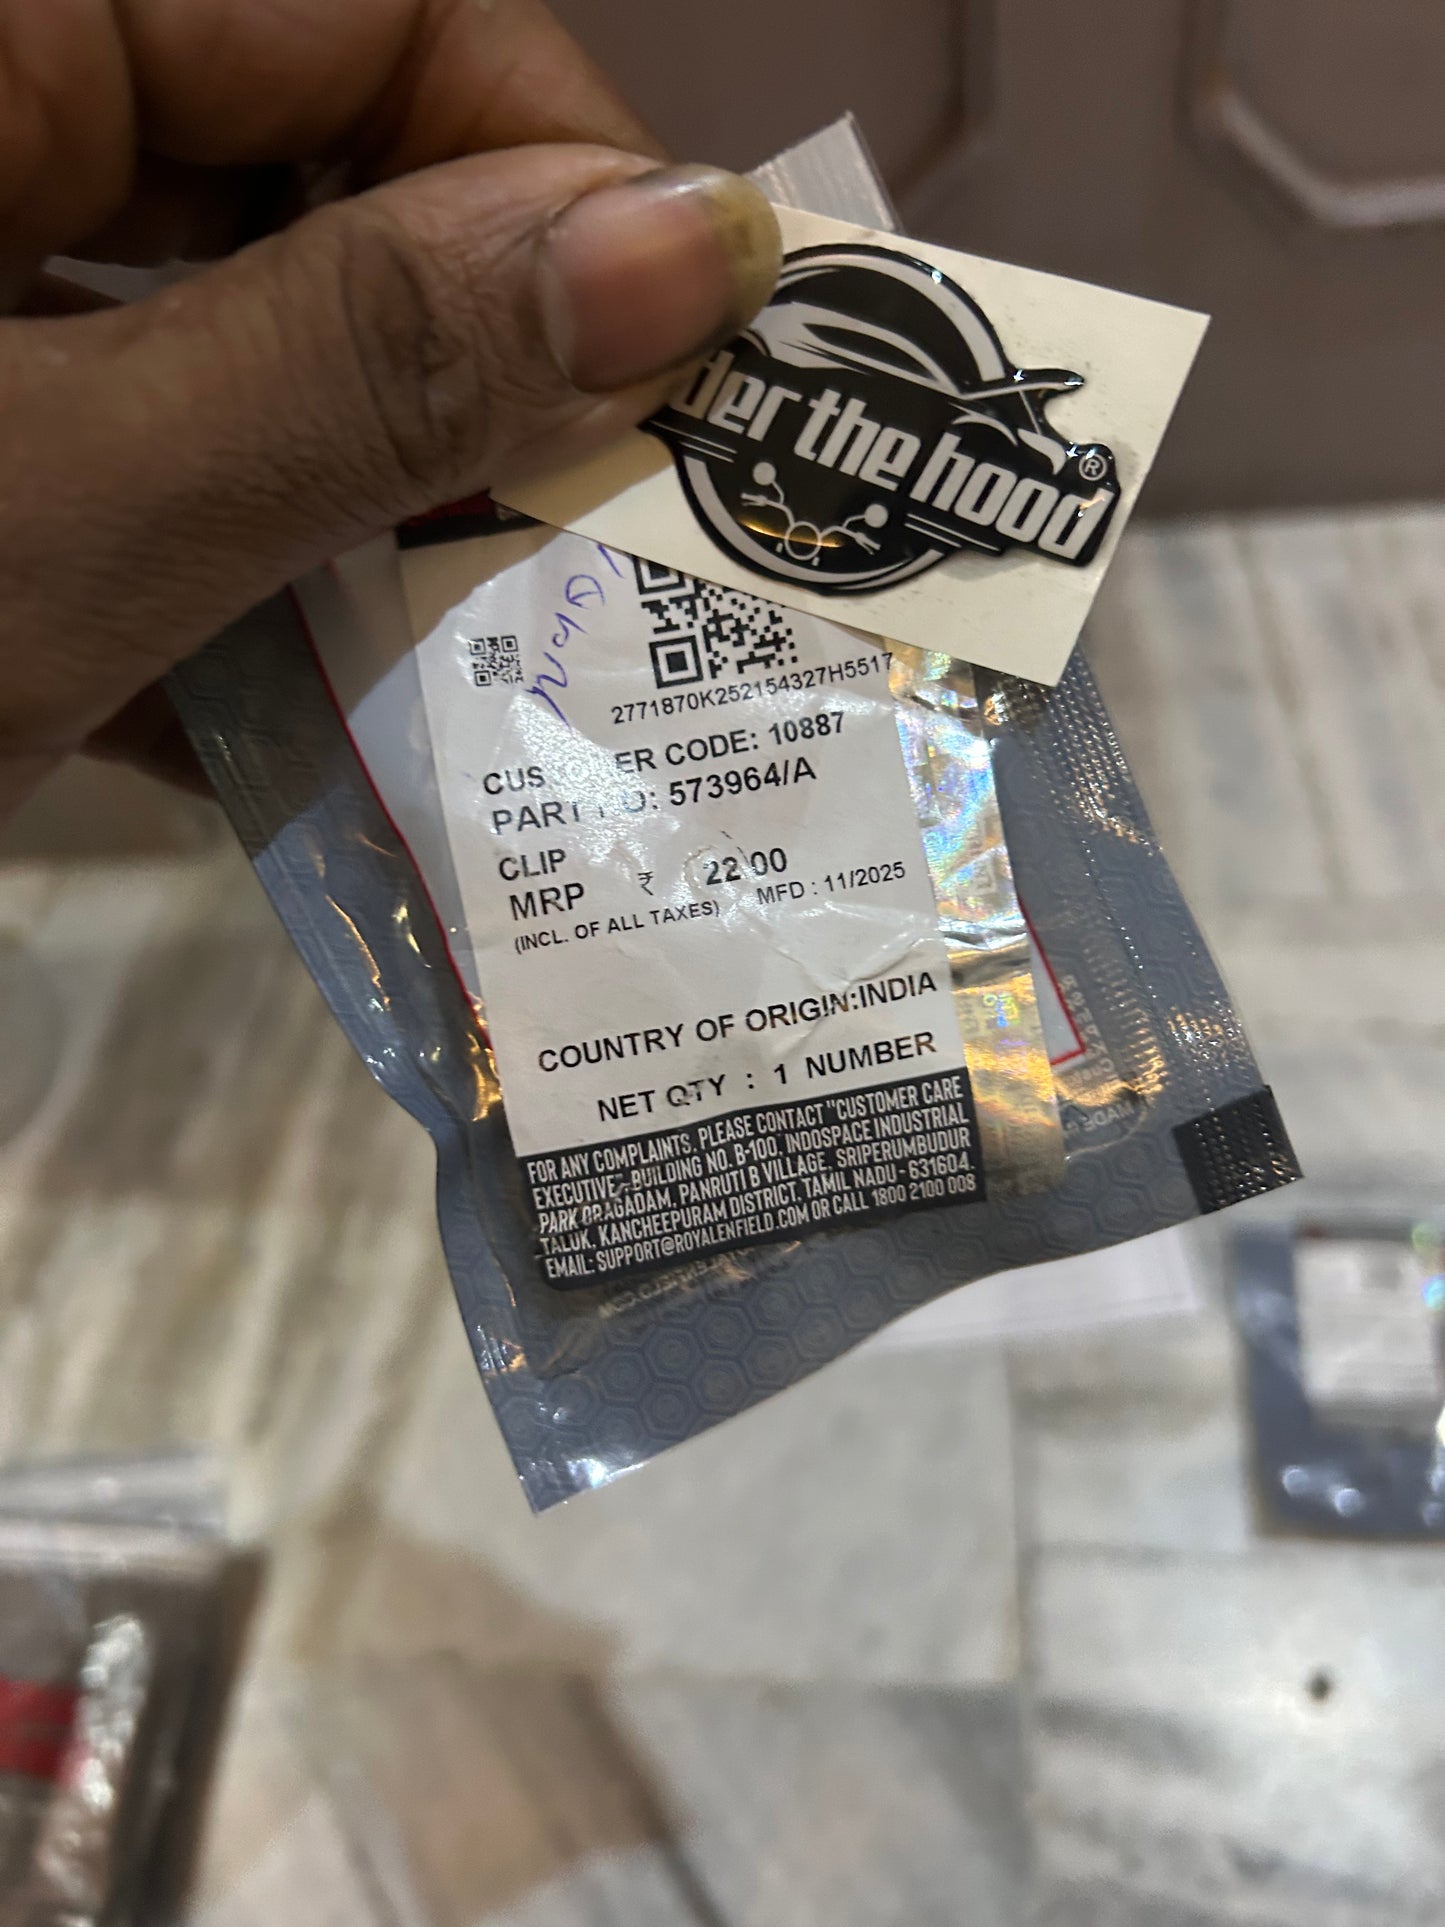 der the hood®
2771870K252154327H5517
CUS ER CODE: 10887
PART NO: 573964/A
CLIP
MRP ₹ 22.00 MFD : 11/2025
(INCL. OF ALL TAXES)
COUNTRY OF ORIGIN:INDIA
NET QTY : 1 NUMBER
FOR ANY COMPLAINTS, PLEASE CONTACT "CUSTOMER CARE
EXECUTIVE"-BUILDING NO. B-100, INDOSPACE INDUSTRIAL
PARK ORAGADAM, PANRUTI B VILLAGE, SRIPERUMBUDUR
TALUK, KANCHEEPURAM DISTRICT, TAMIL NADU - 631604.
EMAIL: SUPPORT@ROYALENFIELD.COM OR CALL 1800 2100 008